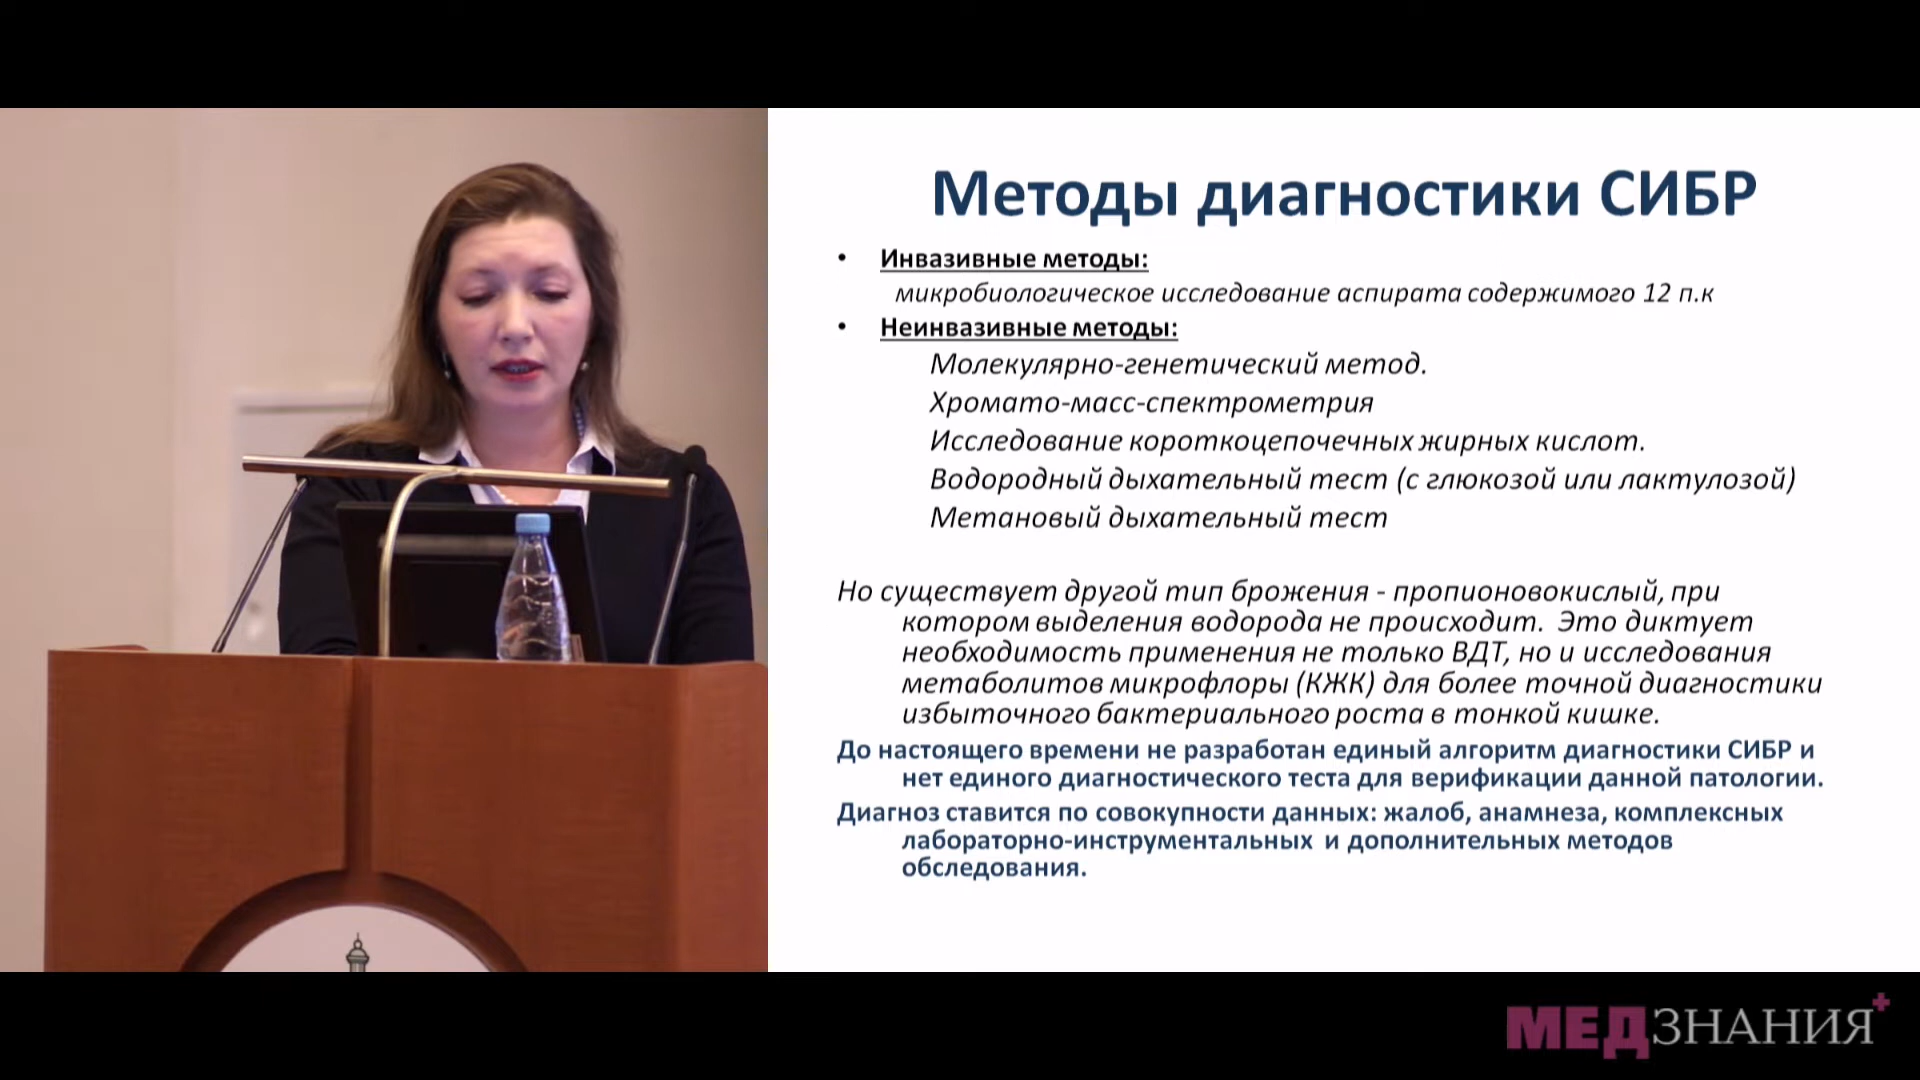 Методы диагностики СИБР
• Инвазивные методы:
микробиологическое исследование аспирата содержимого 12 п.к
• Неинвазивные методы:
Молекулярно-генетический метод.
Хромато-масс-спектрометрия
Исследование короткоцепочечных жирных кислот.
Водородный дыхательный тест (с глюкозой или лактулозой)
Метановый дыхательный тест
Но существует другой тип брожения - пропионовокислый, при
котором выделения водорода не происходит. Это диктует
необходимость применения не только ВДТ, но и исследования
метаболитов микрофлоры (КЖК) для более точной диагностики
избыточного бактериального роста в тонкой кишке.
До настоящего времени не разработан единый алгоритм диагностики СИБР и
нет единого диагностического теста для верификации данной патологии.
Диагноз ставится по совокупности данных: жалоб, анамнеза, комплексных
лабораторно-инструментальных и дополнительных методов
обследования.
МЕДЗНАНИЯ+